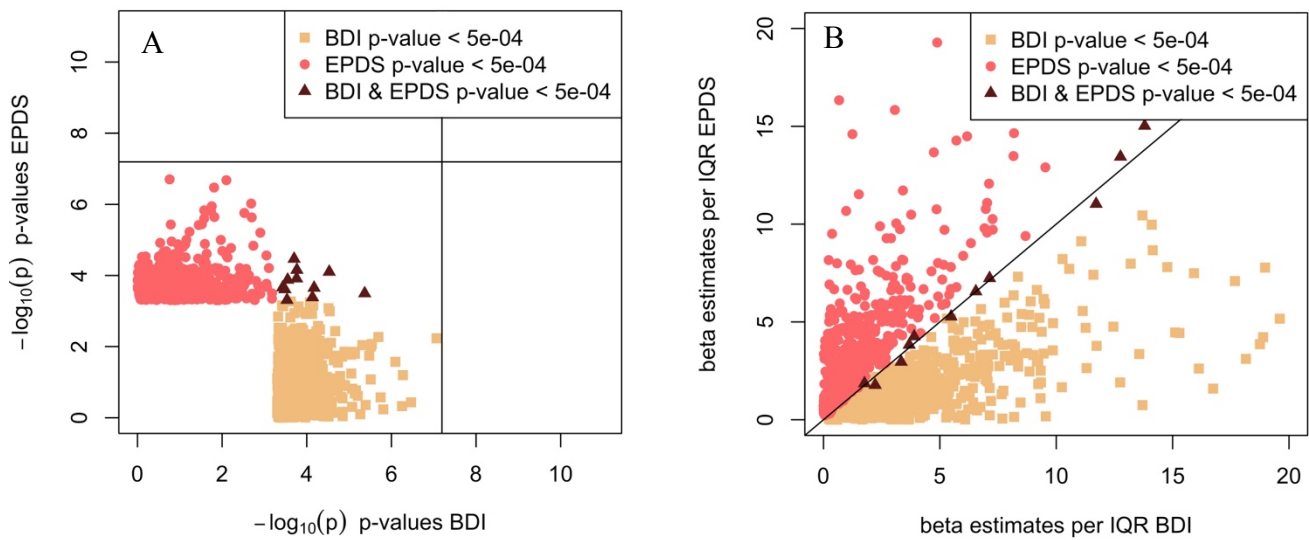 A
BDI p-value < 5e-04
EPDS p-value < 5e-04
BDI & EPDS p-value < 5e-04
−log₁₀(p) p-values EPDS
10
8
6
4
2
0
0 2 4 6 8 10
−log₁₀(p) p-values BDI
B
BDI p-value < 5e-04
EPDS p-value < 5e-04
BDI & EPDS p-value < 5e-04
beta estimates per IQR EPDS
20
15
10
5
0
0 5 10 15 20
beta estimates per IQR BDI